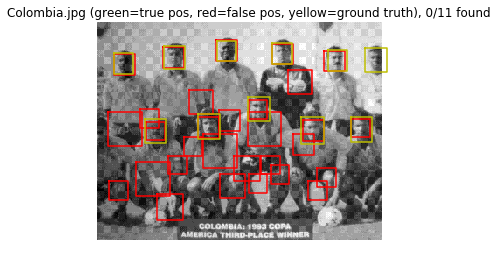 Colombia.jpg (green=true pos, red=false pos, yellow=ground truth), 0/11 found
COLOMBIA: 1993 COPA
AMERICA THIRD-PLACE WINNER